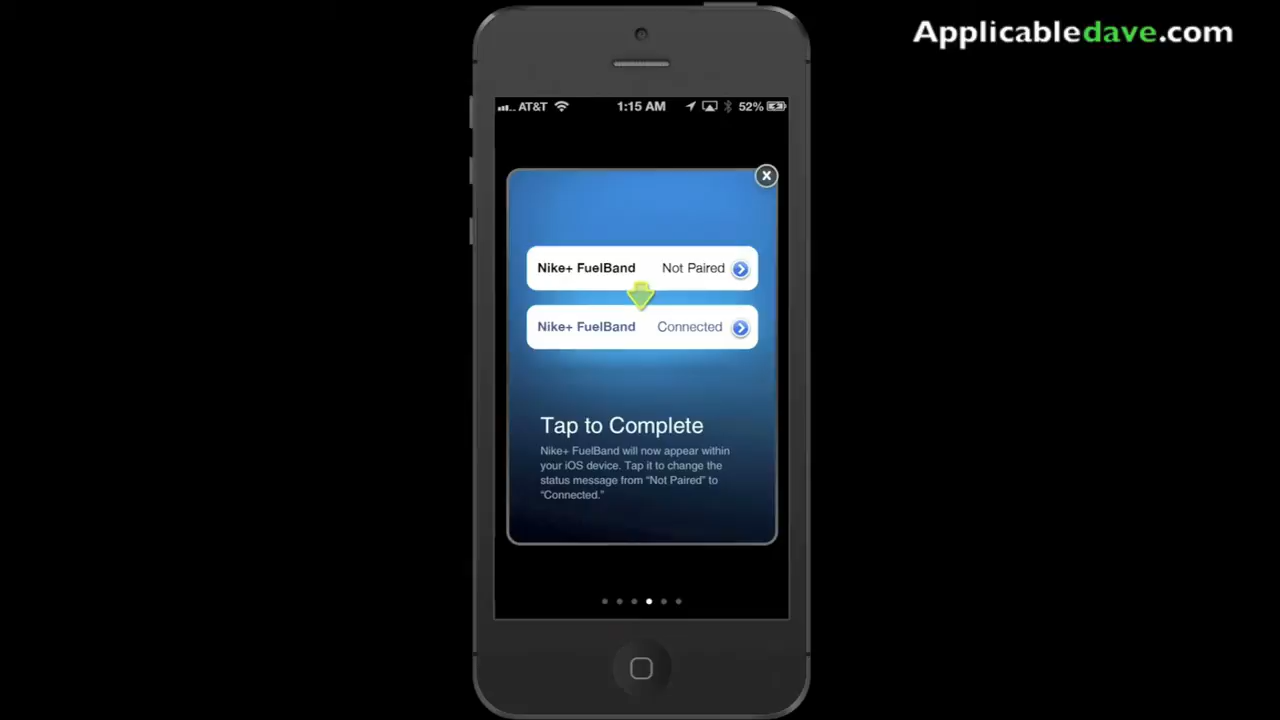 Applicabledave.com
AT&T 1:15 AM 52%
x
Nike+ FuelBand Not Paired
Nike+ FuelBand Connected
Tap to Complete
Nike+ FuelBand will now appear within
your iOS device. Tap it to change the
status message from “Not Paired” to
“Connected.”